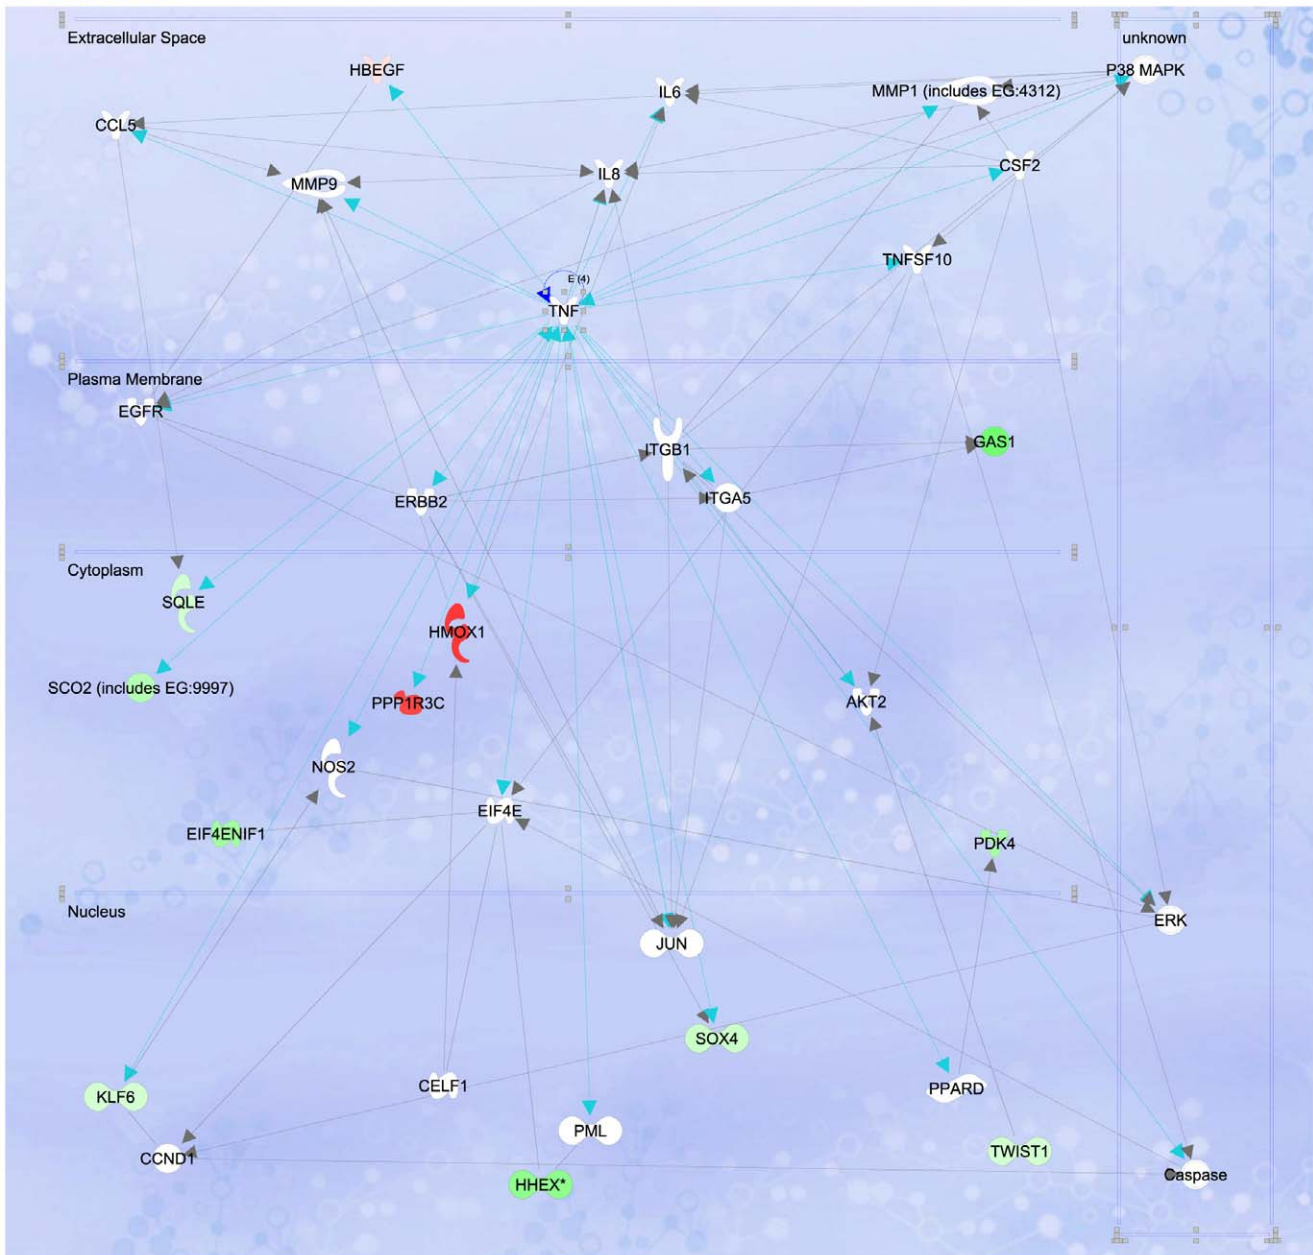 Extracellular Space
unknown
HBEGF
P38 MAPK
IL6
MMP1 (includes EG:4312)
CCL5
CSF2
IL8
MMP9
TNFSF10
E (4)
TNF
Plasma Membrane
EGFR
GAS1
ITGB1
ITGA5
ERBB2
Cytoplasm
SQLE
HMOX1
SCO2 (includes EG:9997)
PPP1R3C
AKT2
NOS2
EIF4E
EIF4ENIF1
PDK4
Nucleus
ERK
JUN
SOX4
CELF1
PPARD
KLF6
PML
TWIST1
CCND1
Caspase
HHEX*